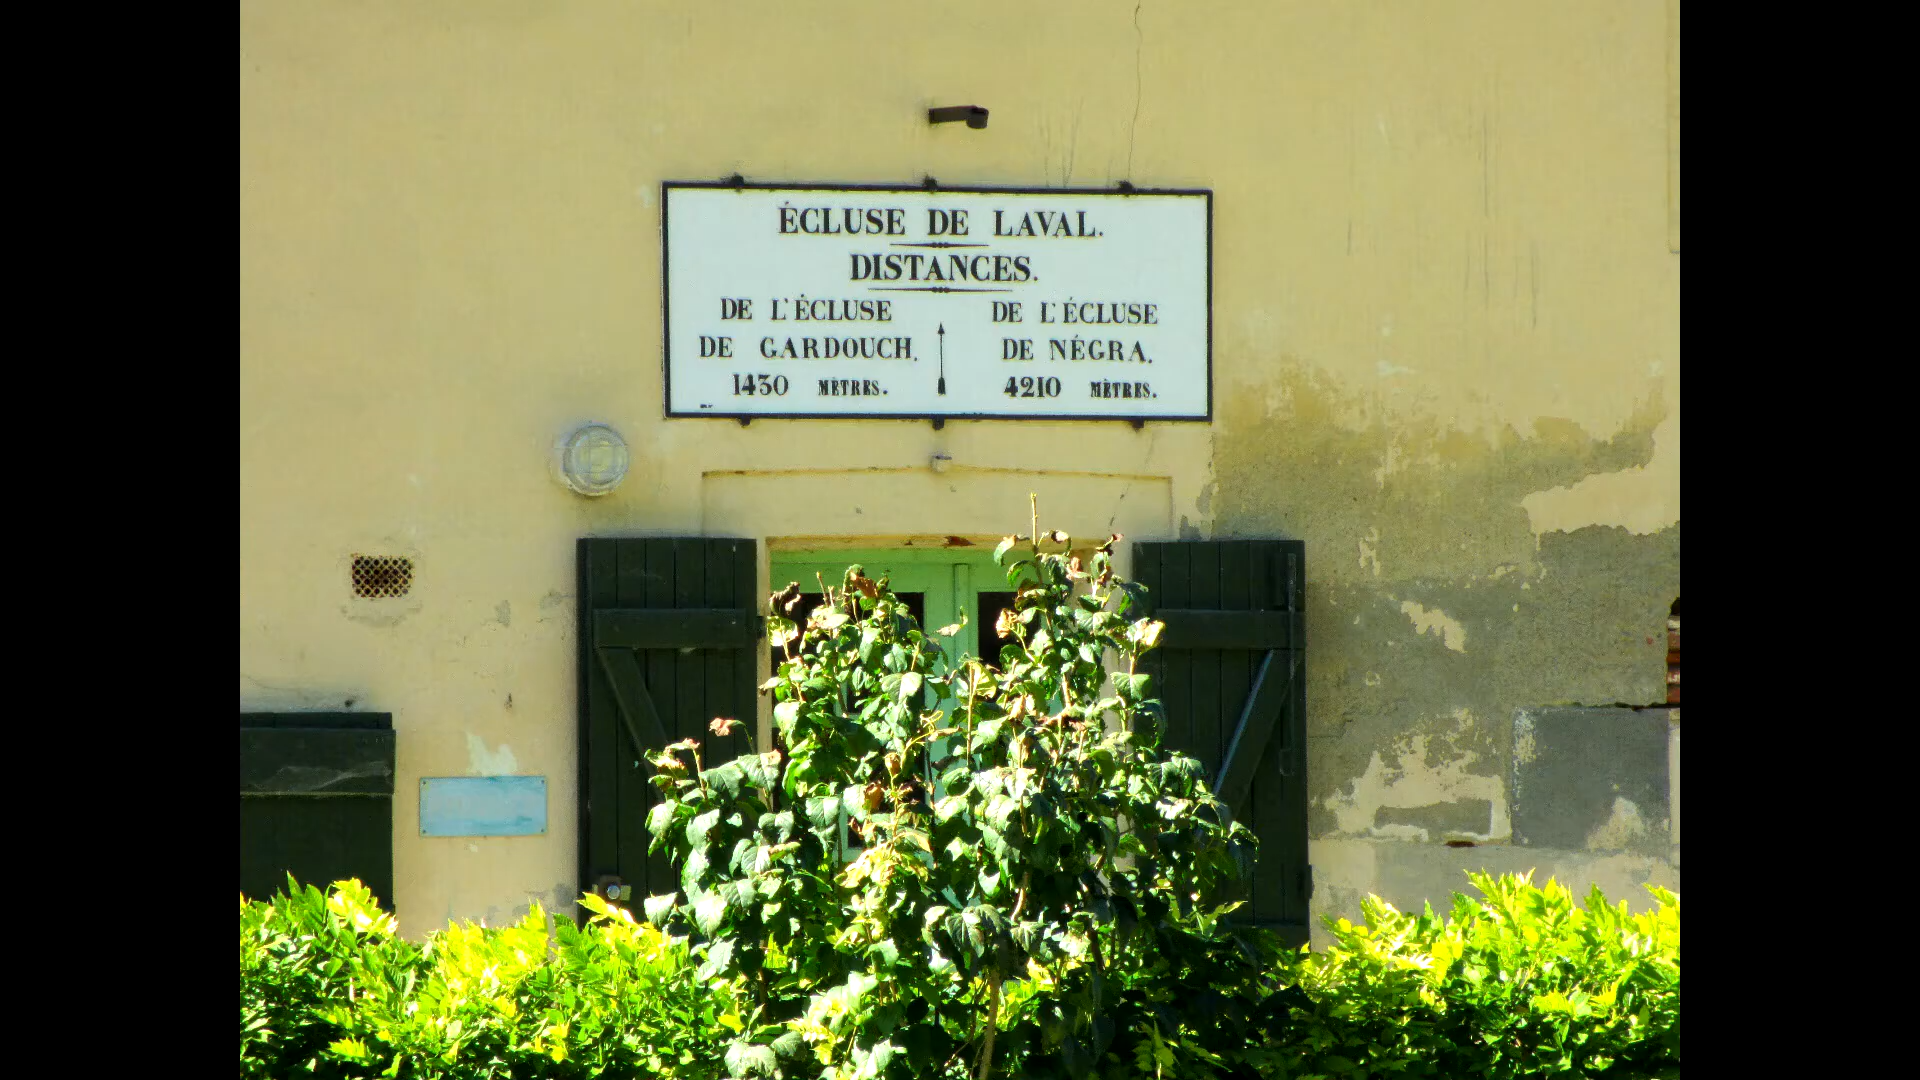 ÉCLUSE DE LAVAL.
DISTANCES.
DE L'ÉCLUSE
DE GARDOUCH.
1430 MÈTRES.
DE L'ÉCLUSE
DE NÉGRA.
4210 MÈTRES.